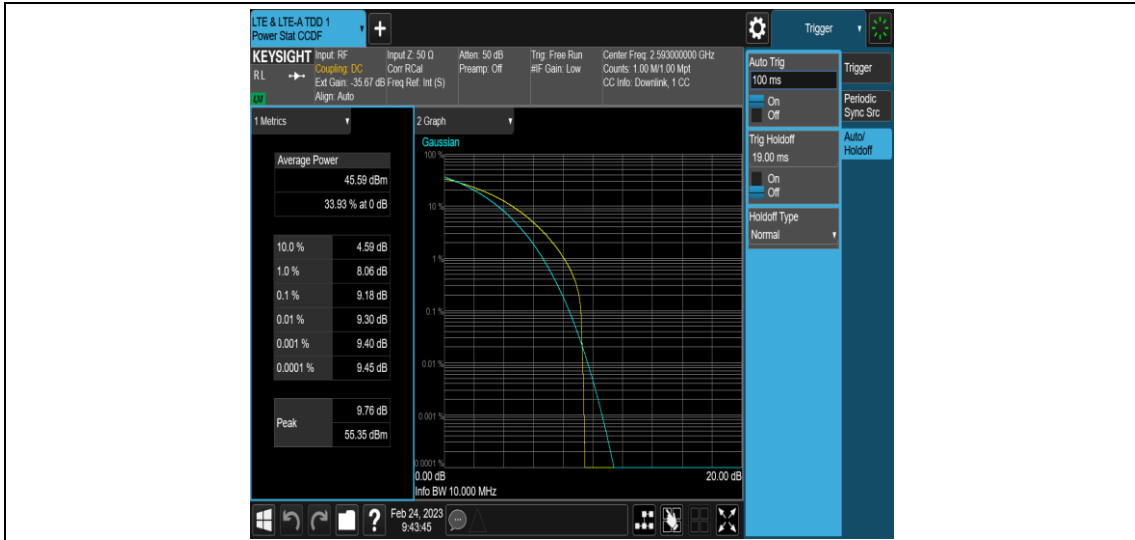 LTE & LTE-A TDD 1
Power Stat CCDF
Trigger
KEYSIGHT
RL
LXI
Input: RF
Coupling: DC
Ext Gain: -35.67 dB
Align: Auto
Input Z: 50 Ω
Corr RCal
Freq Ref: Int (S)
Atten: 50 dB
Preamp: Off
Trig: Free Run
#IF Gain: Low
Center Freq: 2.593000000 GHz
Counts: 1.00 M/1.00 Mpt
CC Info: Downlink, 1 CC
1 Metrics
Average Power
45.59 dBm
33.93 % at 0 dB
10.0 % 4.59 dB
1.0 % 8.06 dB
0.1 % 9.18 dB
0.01 % 9.30 dB
0.001 % 9.40 dB
0.0001 % 9.45 dB
Peak
9.76 dB
55.35 dBm
2 Graph
Gaussian
100 %
10 %
1 %
0.1 %
0.01 %
0.001 %
0.0001 %
0.00 dB 20.00 dB
Info BW 10.000 MHz
Auto Trig
100 ms
On
Off
Trig Holdoff
19.00 ms
On
Off
Holdoff Type
Normal
Trigger
Periodic
Sync Src
Auto/
Holdoff
?
Feb 24, 2023
9:43:45